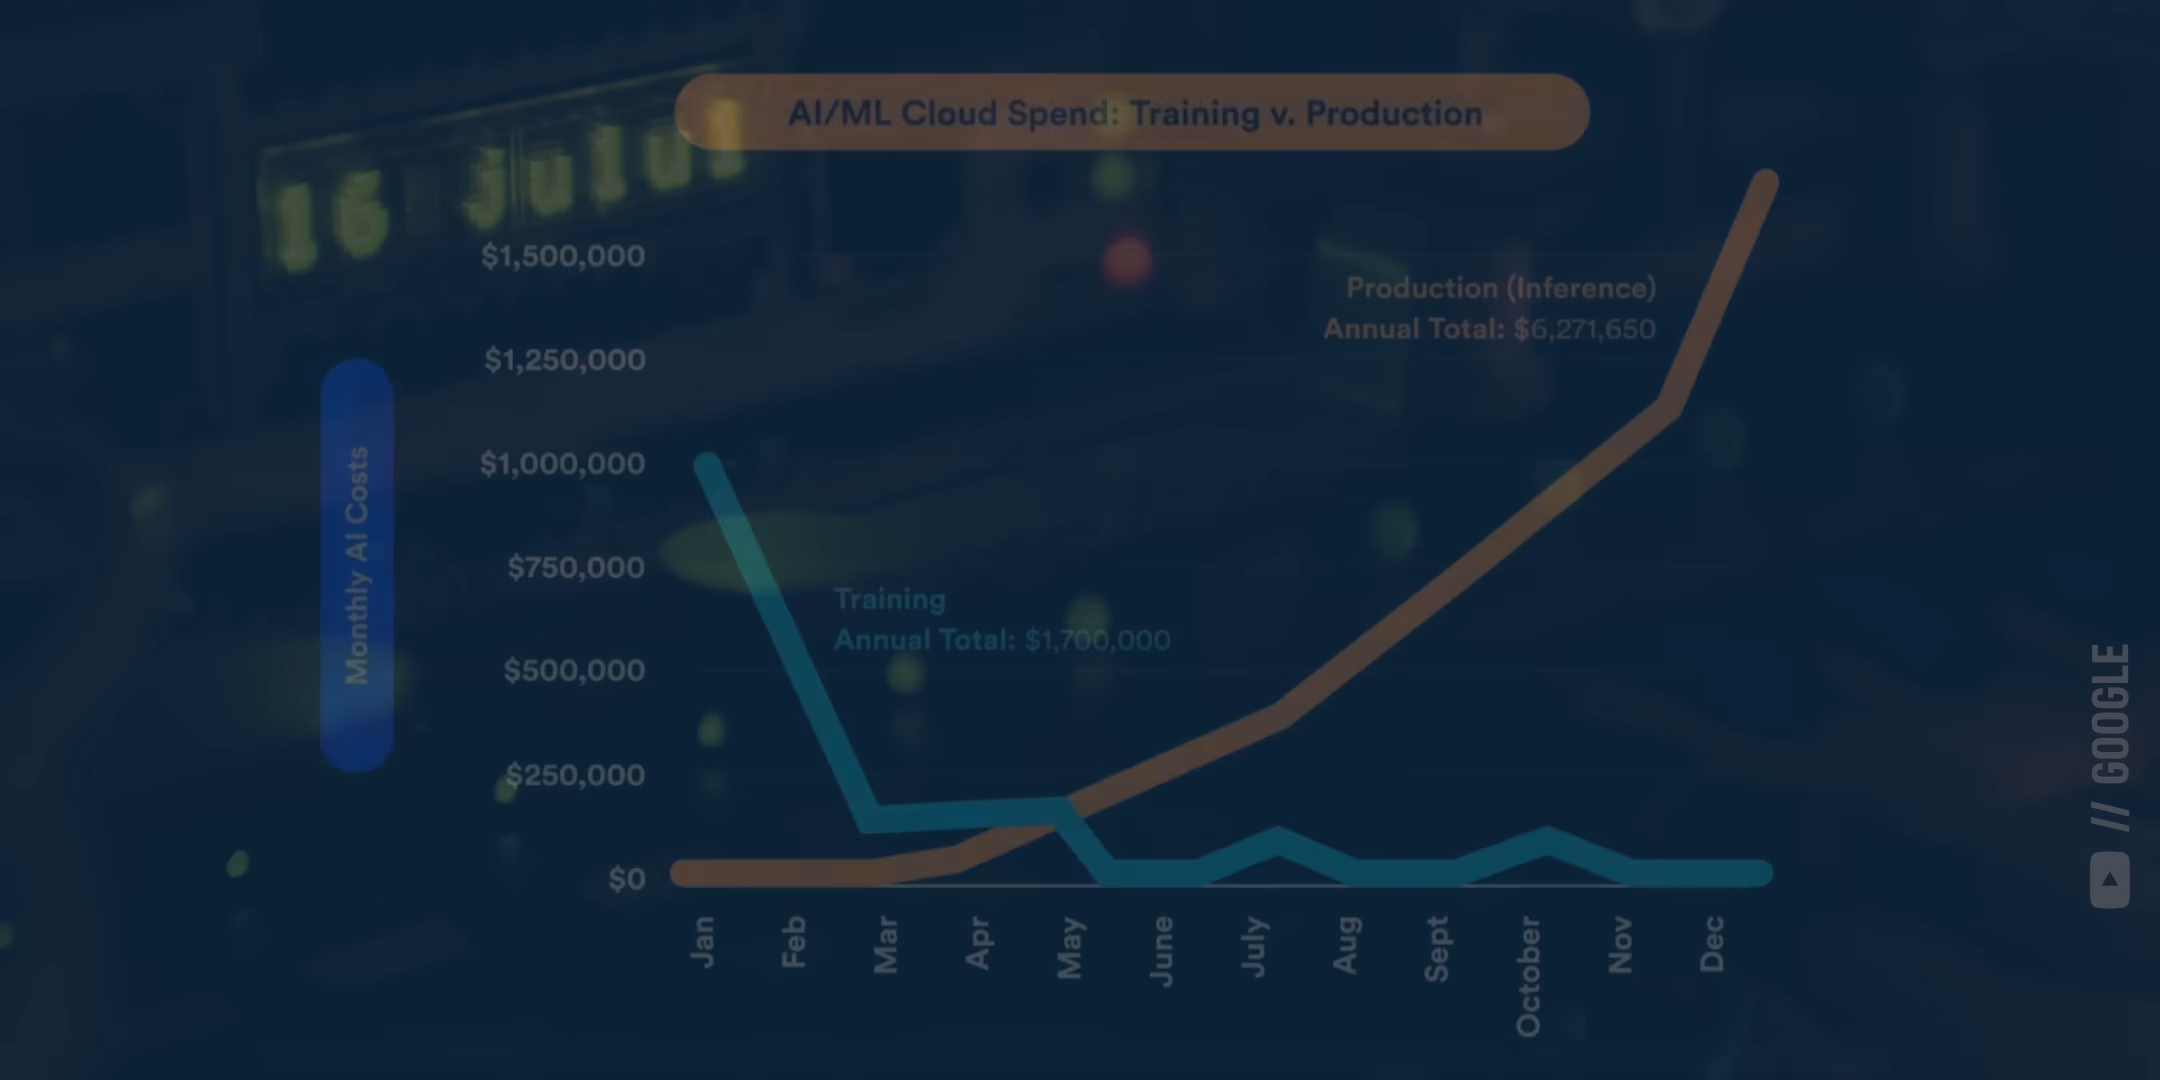 AI/ML Cloud Spend: Training v. Production
16 Julul
$1,500,000
$1,250,000
$1,000,000
$750,000
$500,000
$250,000
$0
Monthly AI Costs
Production (Inference)
Annual Total: $6,271,650
Training
Annual Total: $1,700,000
Jan
Feb
Mar
Apr
May
June
July
Aug
Sept
October
Nov
Dec
// GOOGLE